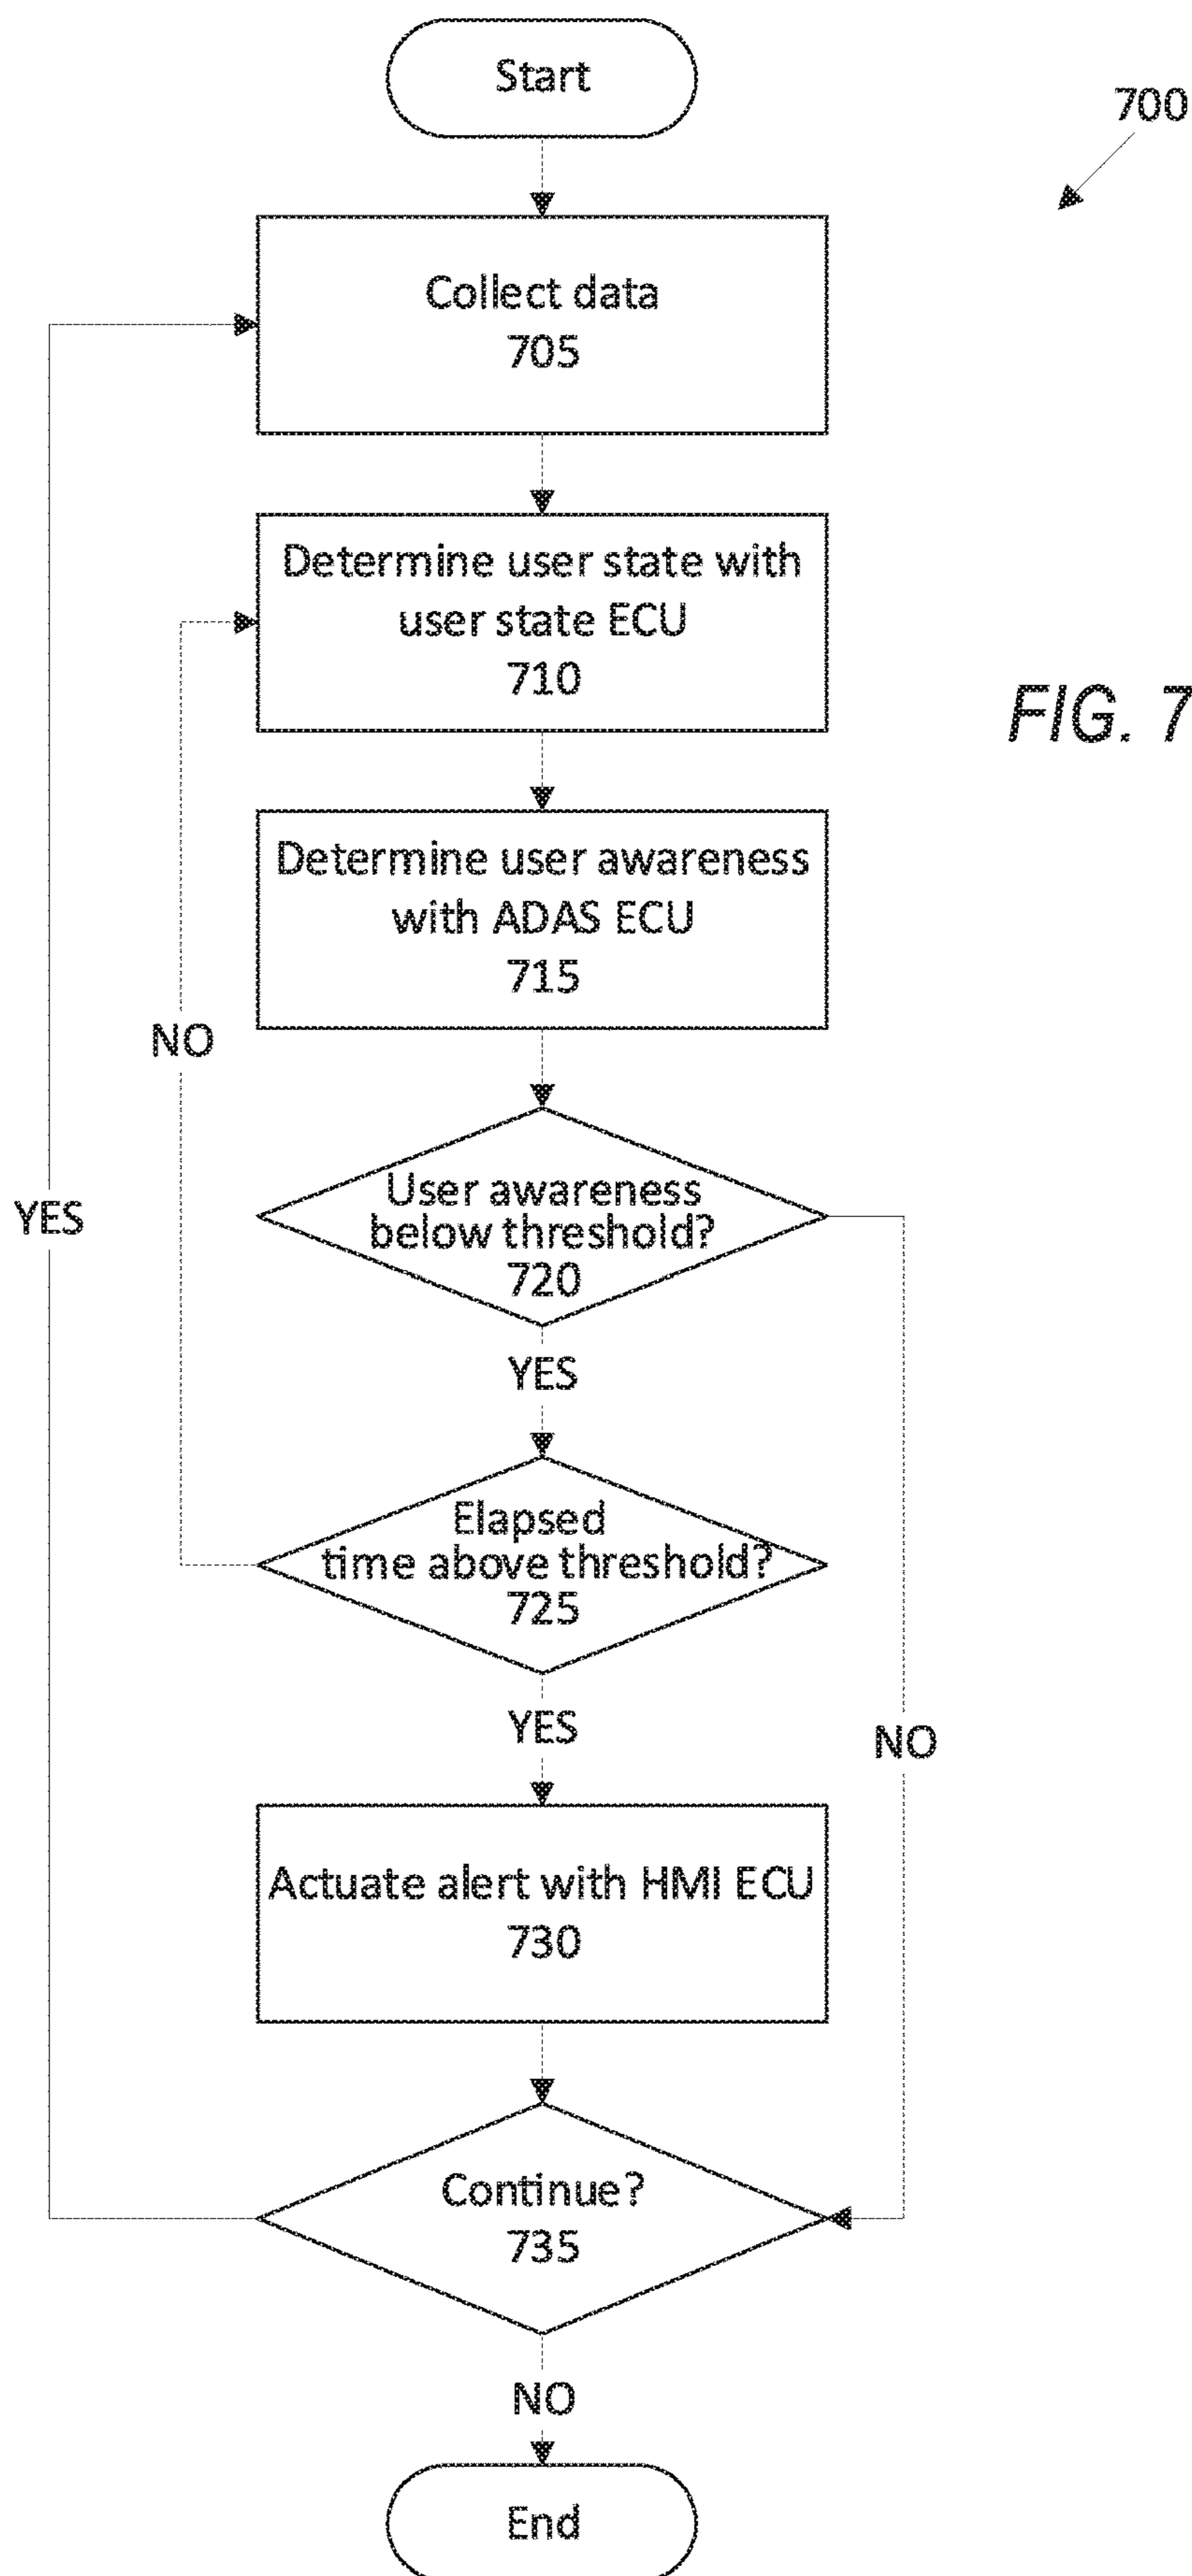 Start
700
Collect data
705
Determine user state with
user state ECU
710
FIG. 7
Determine user awareness
with ADAS ECU
715
NO
User awareness
below threshold?
720
YES
YES
Elapsed
time above threshold?
725
YES
NO
Actuate alert with HMI ECU
730
Continue?
735
NO
End